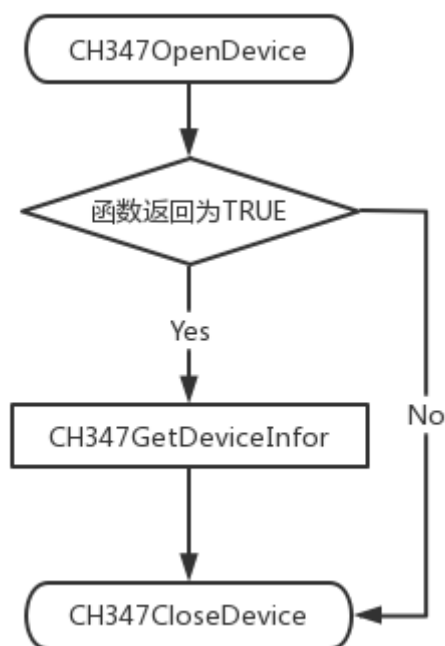 CH347OpenDevice
函数返回为TRUE
Yes
No
CH347GetDeviceInfor
CH347CloseDevice